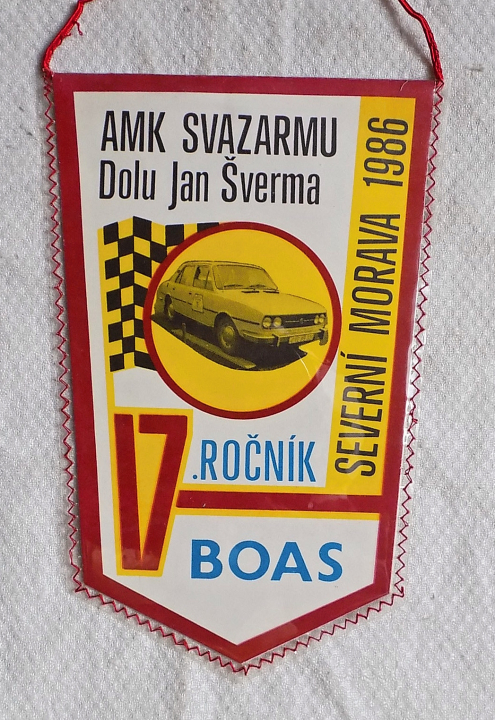 AMK SVAZARMU
Dolu Jan Šverma
SEVERNÍ MORAVA 1986
17.ROČNÍK
BOAS